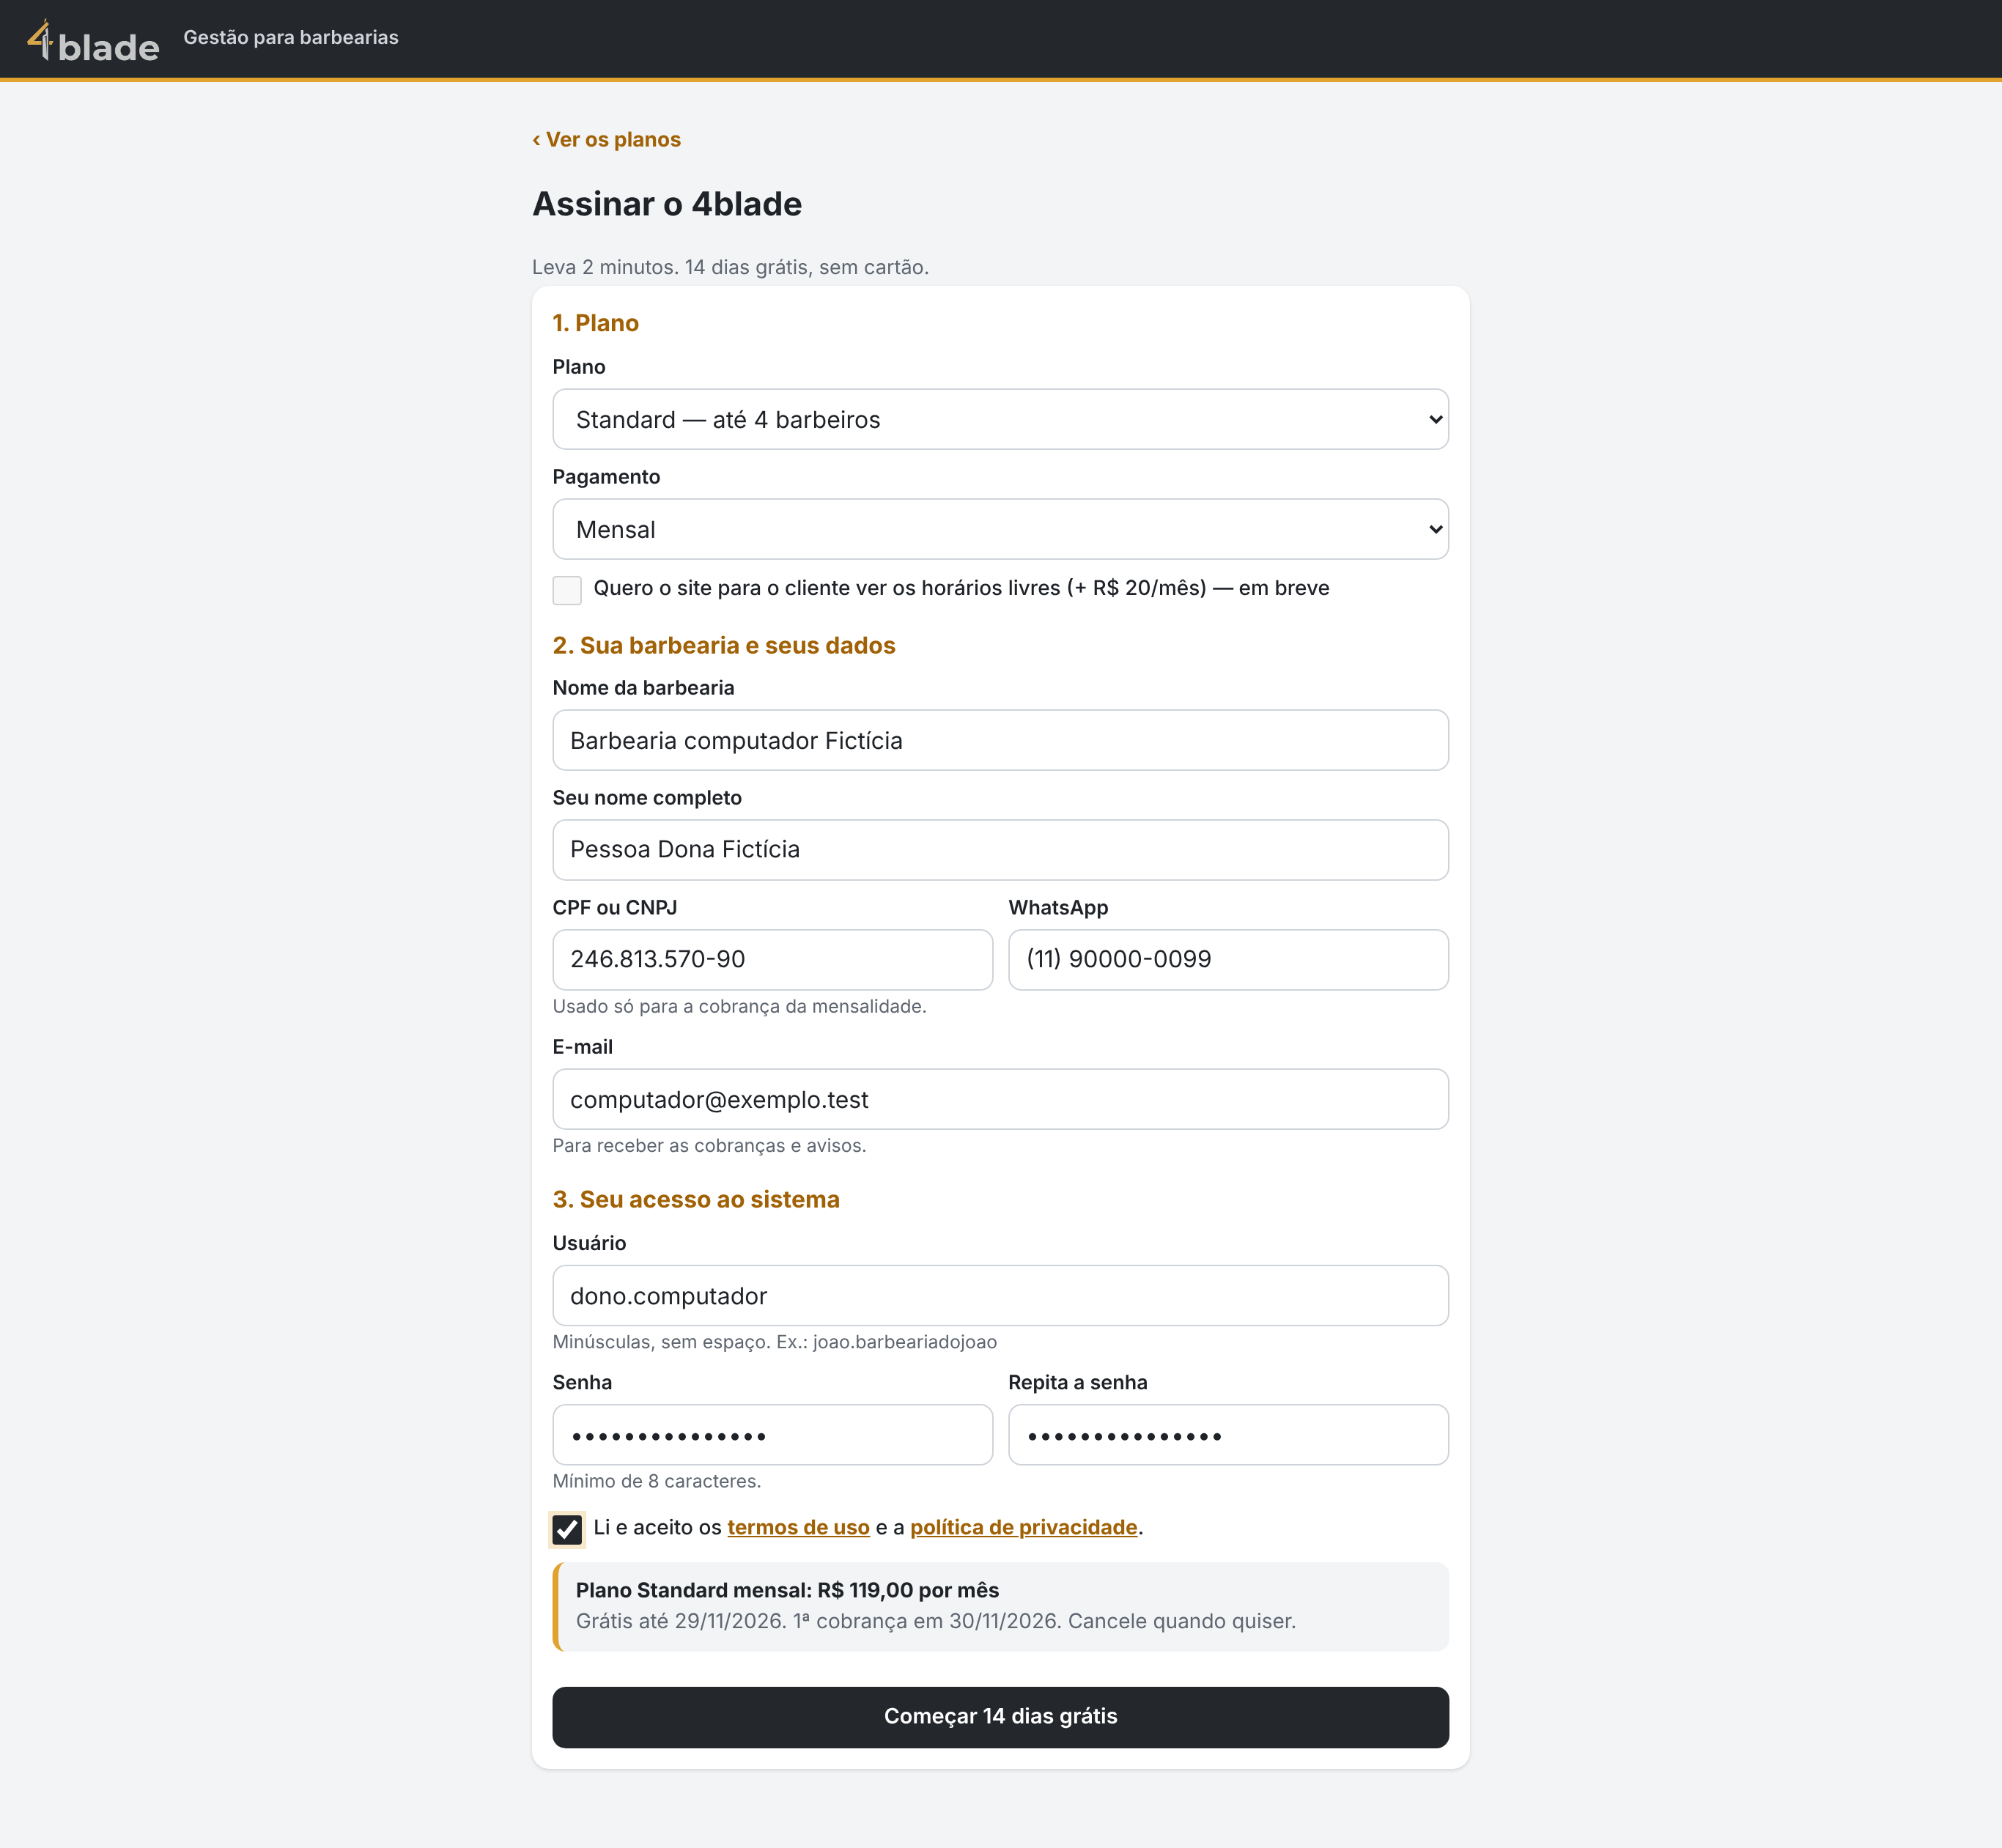 4blade
Gestão para barbearias
‹ Ver os planos
Assinar o 4blade
Leva 2 minutos. 14 dias grátis, sem cartão.
1. Plano
Plano
Standard — até 4 barbeiros
Pagamento
Mensal
Quero o site para o cliente ver os horários livres (+ R$ 20/mês) — em breve
2. Sua barbearia e seus dados
Nome da barbearia
Barbearia computador Fictícia
Seu nome completo
Pessoa Dona Fictícia
CPF ou CNPJ
246.813.570-90
Usado só para a cobrança da mensalidade.
WhatsApp
(11) 90000-0099
E-mail
computador@exemplo.test
Para receber as cobranças e avisos.
3. Seu acesso ao sistema
Usuário
dono.computador
Minúsculas, sem espaço. Ex.: joao.barbeariadojoao
Senha
•••••••••••••••
Mínimo de 8 caracteres.
Repita a senha
•••••••••••••••
Li e aceito os termos de uso e a política de privacidade.
Plano Standard mensal: R$ 119,00 por mês
Grátis até 29/11/2026. 1ª cobrança em 30/11/2026. Cancele quando quiser.
Começar 14 dias grátis